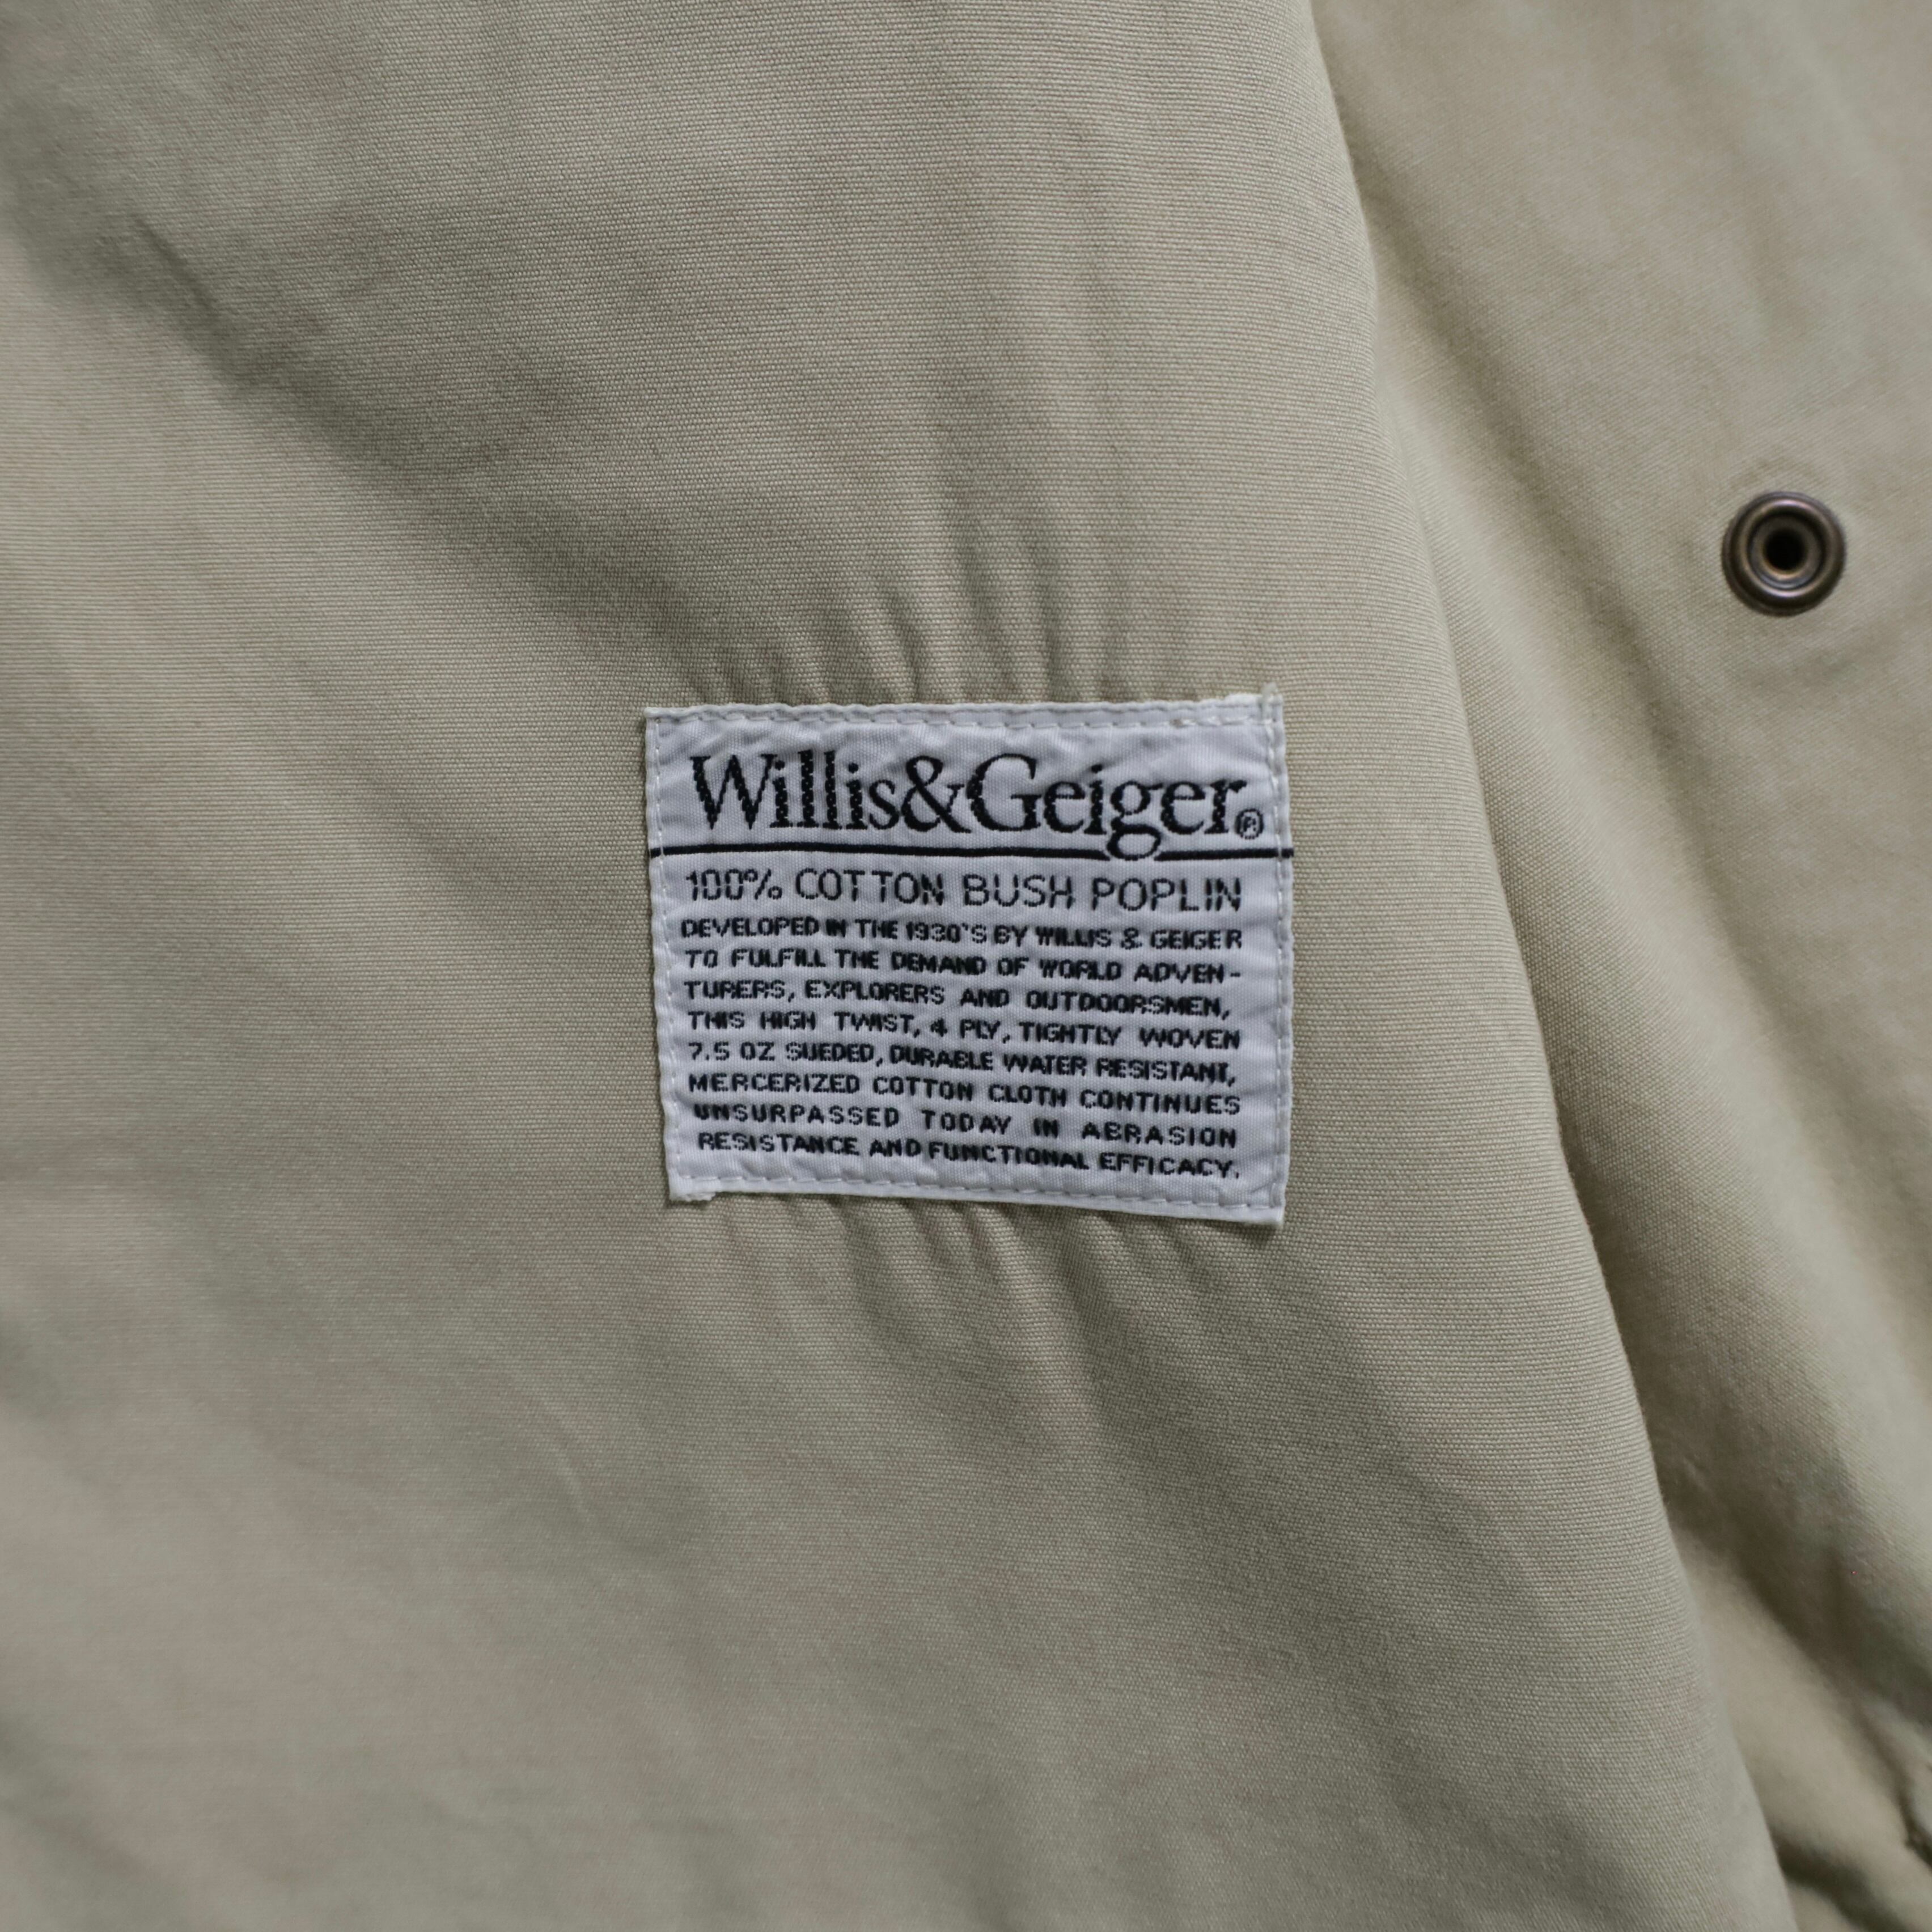 Willis&Geiger®
100% COTTON BUSH POPLIN
DEVELOPED IN THE 1930'S BY WILLIS & GEIGER
TO FULFILL THE DEMAND OF WORLD ADVEN-
TURERS, EXPLORERS AND OUTDOORSMEN,
THIS HIGH TWIST, 4 PLY, TIGHTLY WOVEN
7.5 OZ SUEDED, DURABLE WATER RESISTANT,
MERCERIZED COTTON CLOTH CONTINUES
UNSURPASSED TODAY IN ABRASION
RESISTANCE AND FUNCTIONAL EFFICACY.